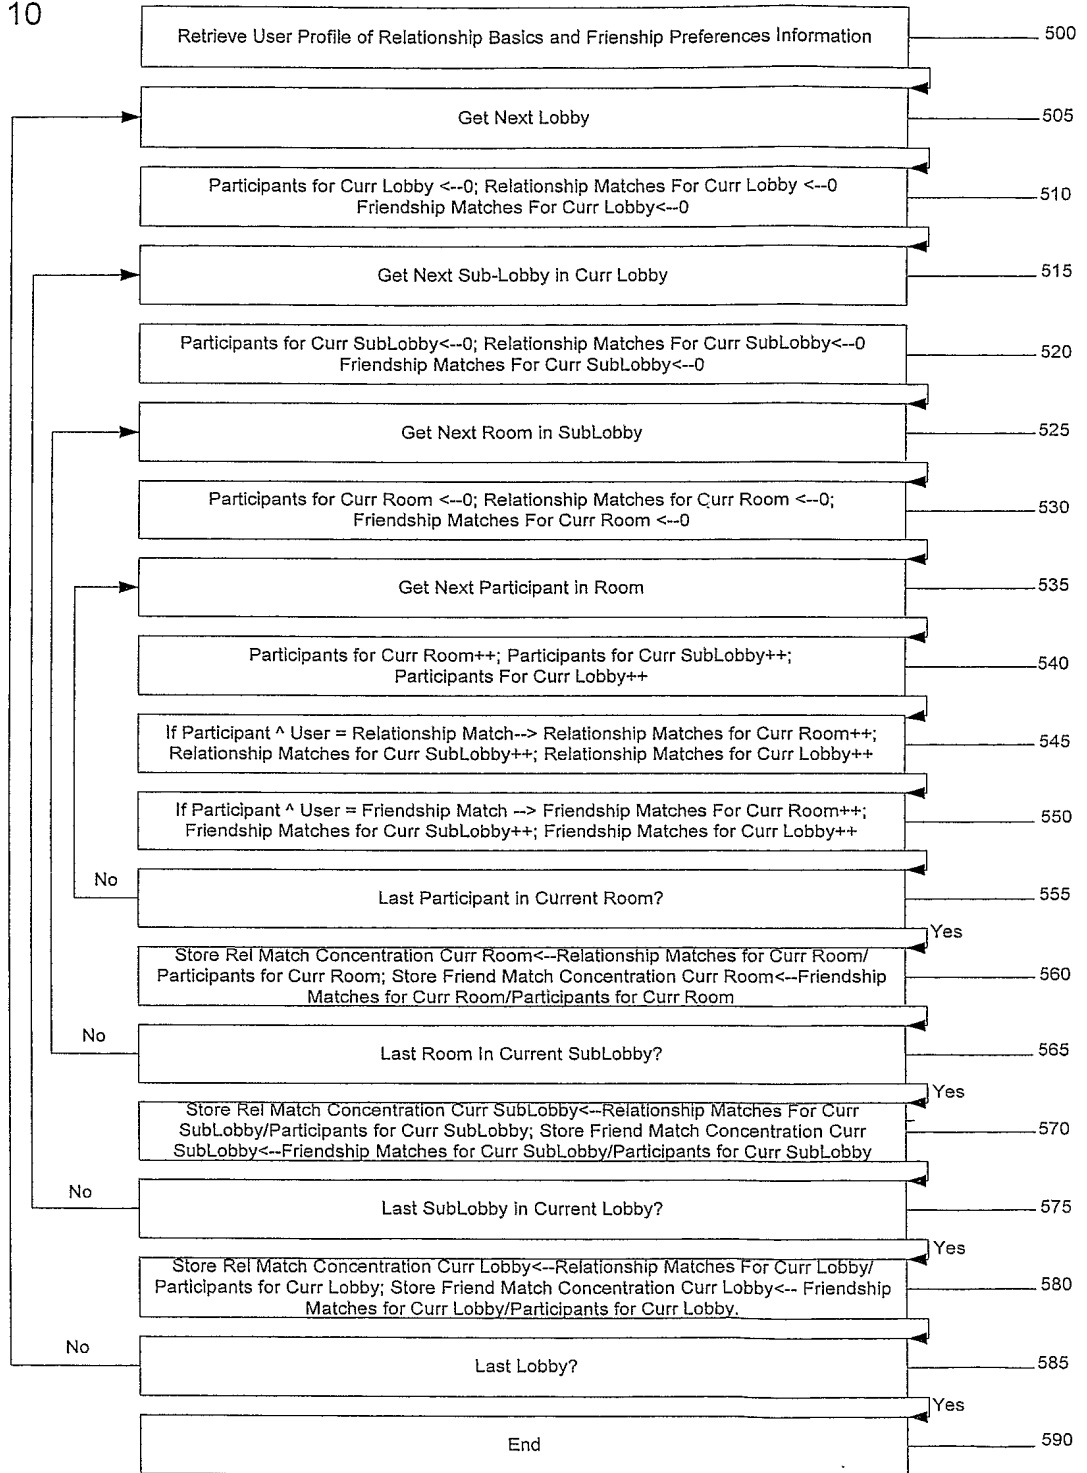 10
Retrieve User Profile of Relationship Basics and Frienship Preferences Information
500
Get Next Lobby
505
Participants for Curr Lobby <--0; Relationship Matches For Curr Lobby <--0
Friendship Matches For Curr Lobby<--0
510
Get Next Sub-Lobby in Curr Lobby
515
Participants for Curr SubLobby<--0; Relationship Matches For Curr SubLobby<--0
Friendship Matches For Curr SubLobby<--0
520
Get Next Room in SubLobby
525
Participants for Curr Room <--0; Relationship Matches for Curr Room <--0;
Friendship Matches For Curr Room <--0
530
Get Next Participant in Room
535
Participants for Curr Room++; Participants for Curr SubLobby++;
Participants For Curr Lobby++
540
If Participant ^ User = Relationship Match--> Relationship Matches for Curr Room++;
Relationship Matches for Curr SubLobby++; Relationship Matches for Curr Lobby++
545
If Participant ^ User = Friendship Match --> Friendship Matches For Curr Room++;
Friendship Matches for Curr SubLobby++; Friendship Matches for Curr Lobby++
550
No
Last Participant in Current Room?
555
Yes
Store Rel Match Concentration Curr Room<--Relationship Matches for Curr Room/
Participants for Curr Room; Store Friend Match Concentration Curr Room<--Friendship
Matches for Curr Room/Participants for Curr Room
560
No
Last Room In Current SubLobby?
565
Yes
Store Rel Match Concentration Curr SubLobby<--Relationship Matches For Curr
SubLobby/Participants for Curr SubLobby; Store Friend Match Concentration Curr
SubLobby<--Friendship Matches for Curr SubLobby/Participants for Curr SubLobby
570
No
Last SubLobby in Current Lobby?
575
Yes
Store Rel Match Concentration Curr Lobby<--Relationship Matches For Curr Lobby/
Participants for Curr Lobby; Store Friend Match Concentration Curr Lobby<-- Friendship
Matches for Curr Lobby/Participants for Curr Lobby.
580
No
Last Lobby?
585
Yes
End
590